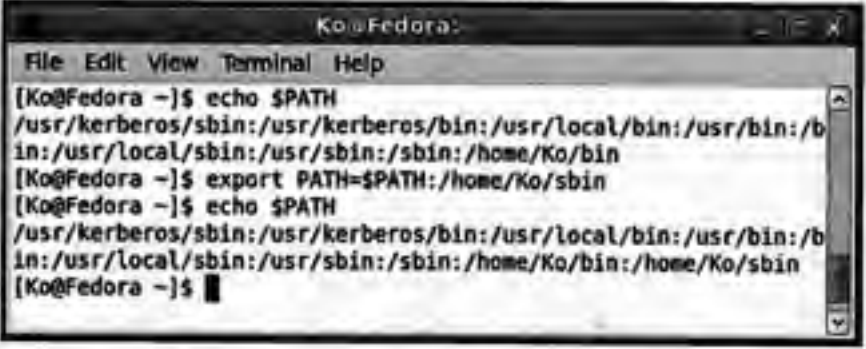 Ko@Fedora:~
File Edit View Terminal Help
[Ko@Fedora ~]$ echo $PATH
/usr/kerberos/sbin:/usr/kerberos/bin:/usr/local/bin:/usr/bin:/b
in:/usr/local/sbin:/usr/sbin:/sbin:/home/Ko/bin
[Ko@Fedora ~]$ export PATH=$PATH:/home/Ko/sbin
[Ko@Fedora ~]$ echo $PATH
/usr/kerberos/sbin:/usr/kerberos/bin:/usr/local/bin:/usr/bin:/b
in:/usr/local/sbin:/usr/sbin:/sbin:/home/Ko/bin:/home/Ko/sbin
[Ko@Fedora ~]$